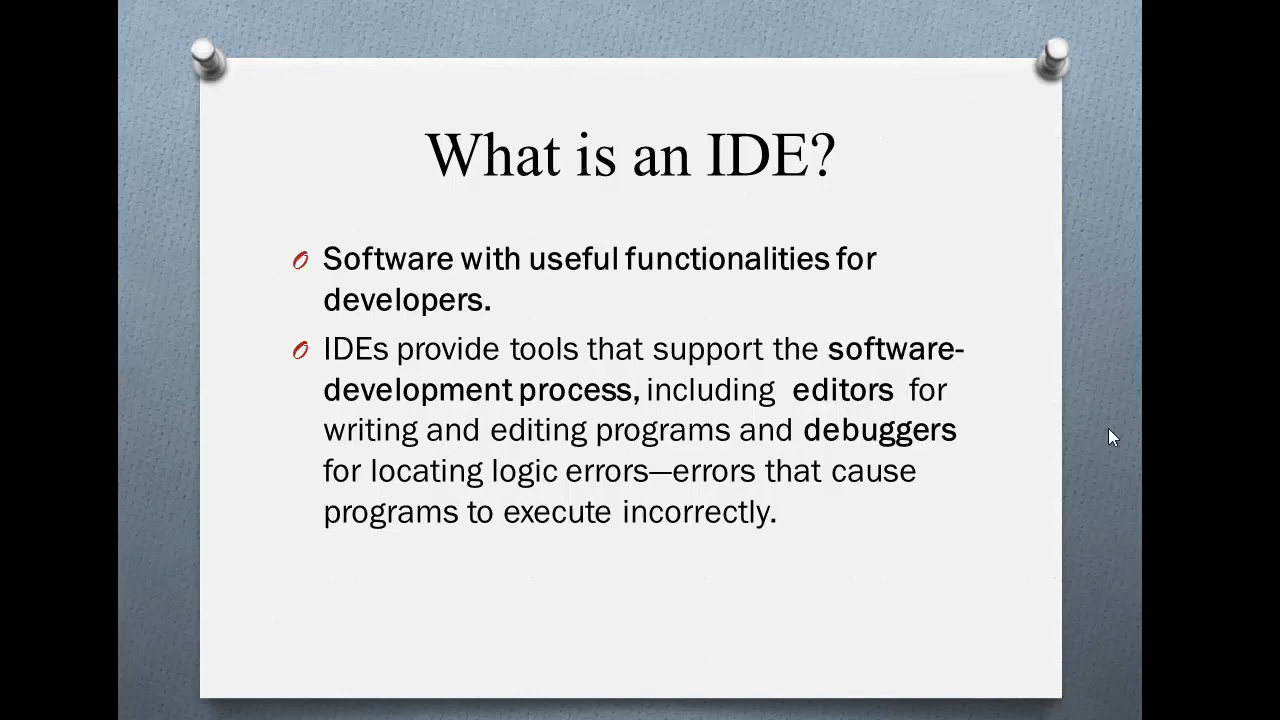 What is an IDE?
Software with useful functionalities for
developers.
IDEs provide tools that support the software-
development process, including editors for
writing and editing programs and debuggers
for locating logic errors—errors that cause
programs to execute incorrectly.